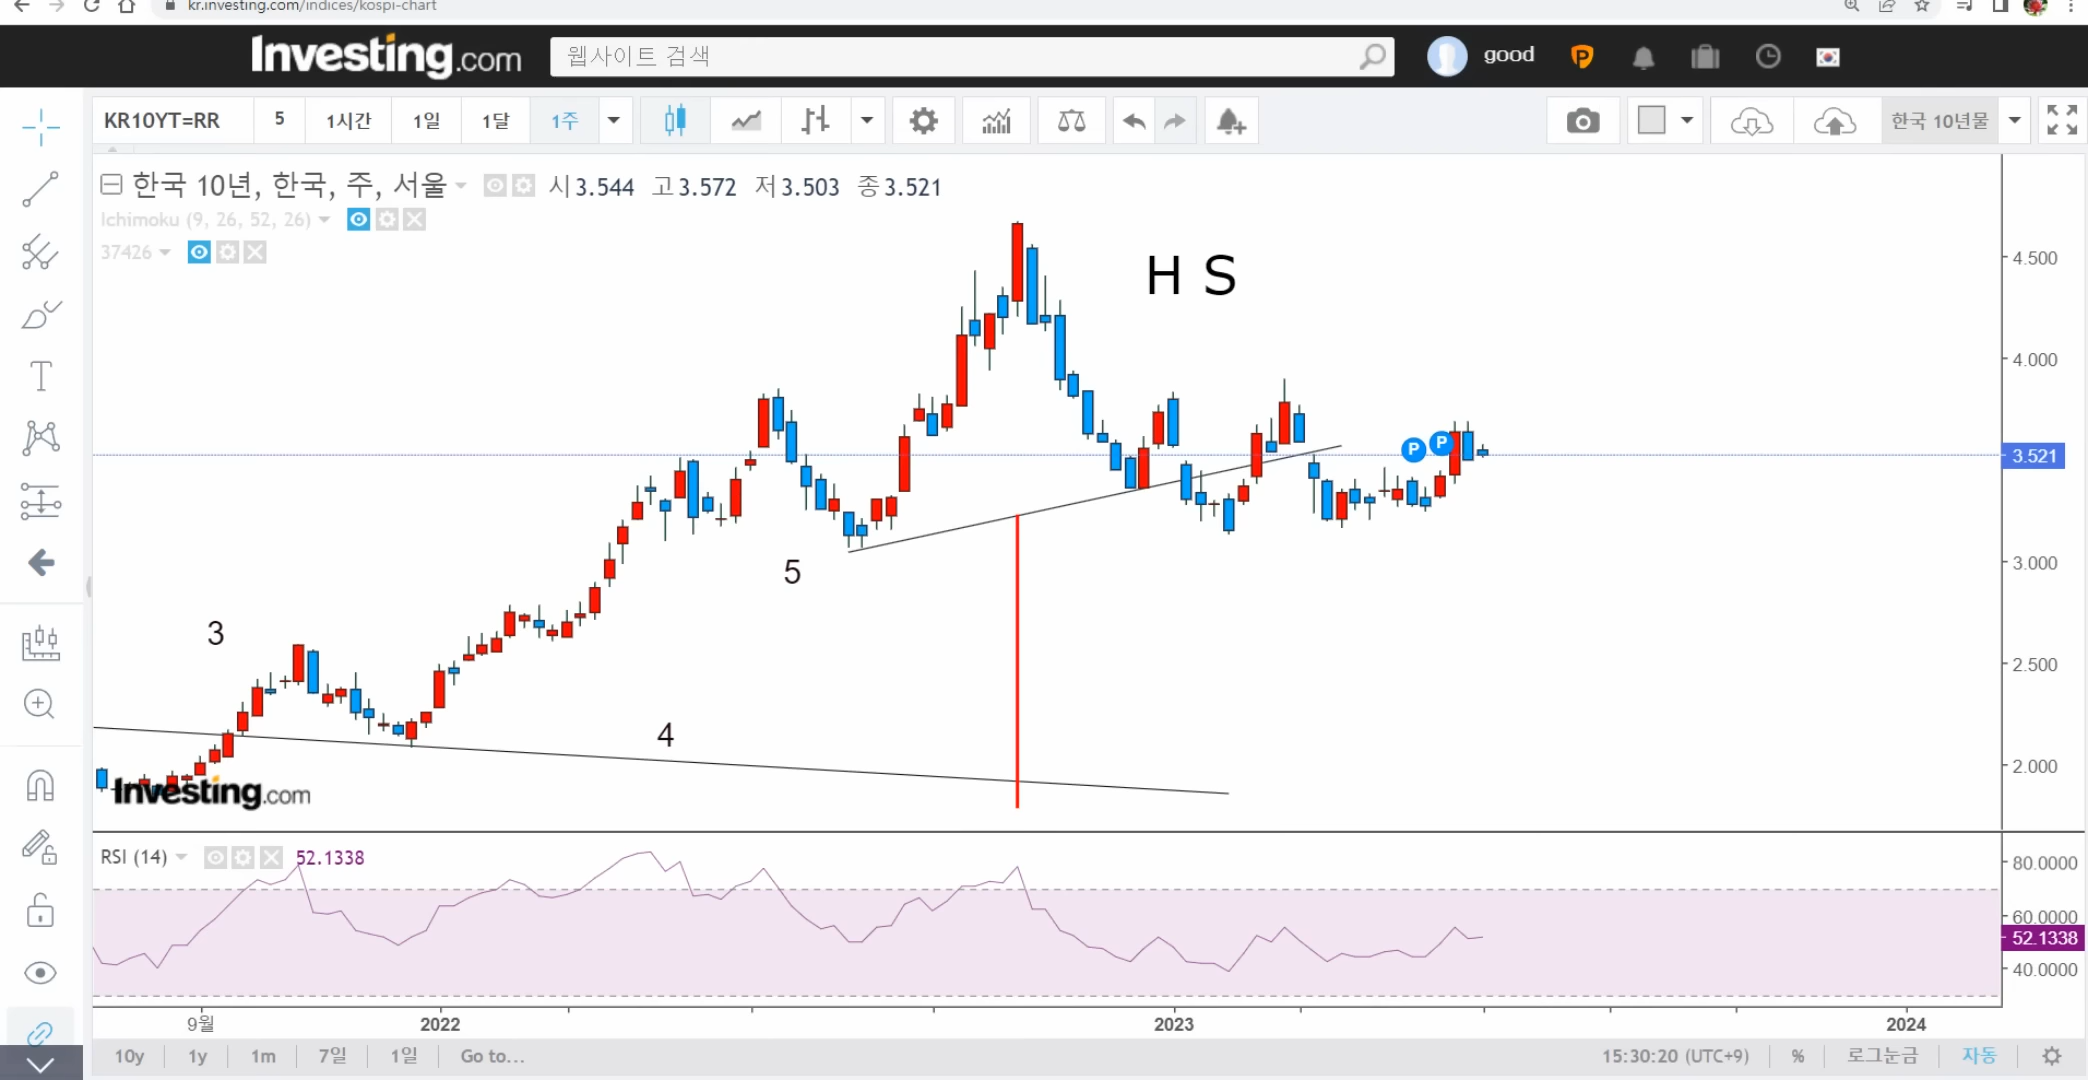 kr.investing.com/indices/kospi-chart
Investing.com
웹사이트 검색
good
KR10YT=RR
5
1시간
1일
1달
1주
한국 10년물
한국 10년, 한국, 주, 서울
시3.544 고3.572 저3.503 종3.521
Ichimoku (9, 26, 52, 26)
37426
H S
4.500
4.000
P
P
3.521
5
3.000
3
2.500
4
2.000
Investing.com
RSI (14)
52.1338
80.0000
60.0000
52.1338
40.0000
9월
2022
2023
2024
10y
1y
1m
7일
1일
Go to...
15:30:20 (UTC+9)
%
로그눈금
자동